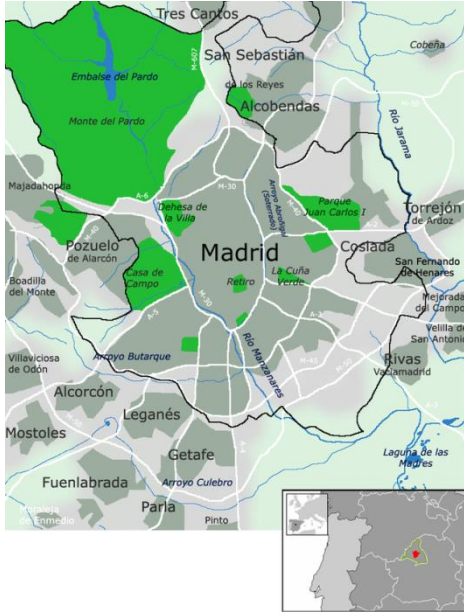 Tres Cantos
San Sebastián
de los Reyes
Cobeña
M-607
Embalse del Pardo
Alcobendas
Monte del Pardo
Río Jarama
M-30
Arroyo Abroñigal
(Soterrado)
Majadahonda
A-6
Dehesa de
la Villa
Parque
Juan Carlos I
Torrejón
de Ardoz
M-40
Pozuelo
de Alarcón
Madrid
Coslada
Casa de
Campo
Retiro
La Cuña
Verde
San Fernando
de Henares
Boadilla
del Monte
M-30
Mejorada
del Campo
A-5
A-3
Velilla de
San Antonio
Río Manzanares
Villaviciosa
de Odón
Arroyo Butarque
M-45
Rivas
Vaciamadrid
Alcorcón
Leganés
Mostoles
Getafe
A-4
Laguna de las
Madres
Fuenlabrada
Arroyo Culebro
Moraleja
de Enmedio
Parla
Pinto